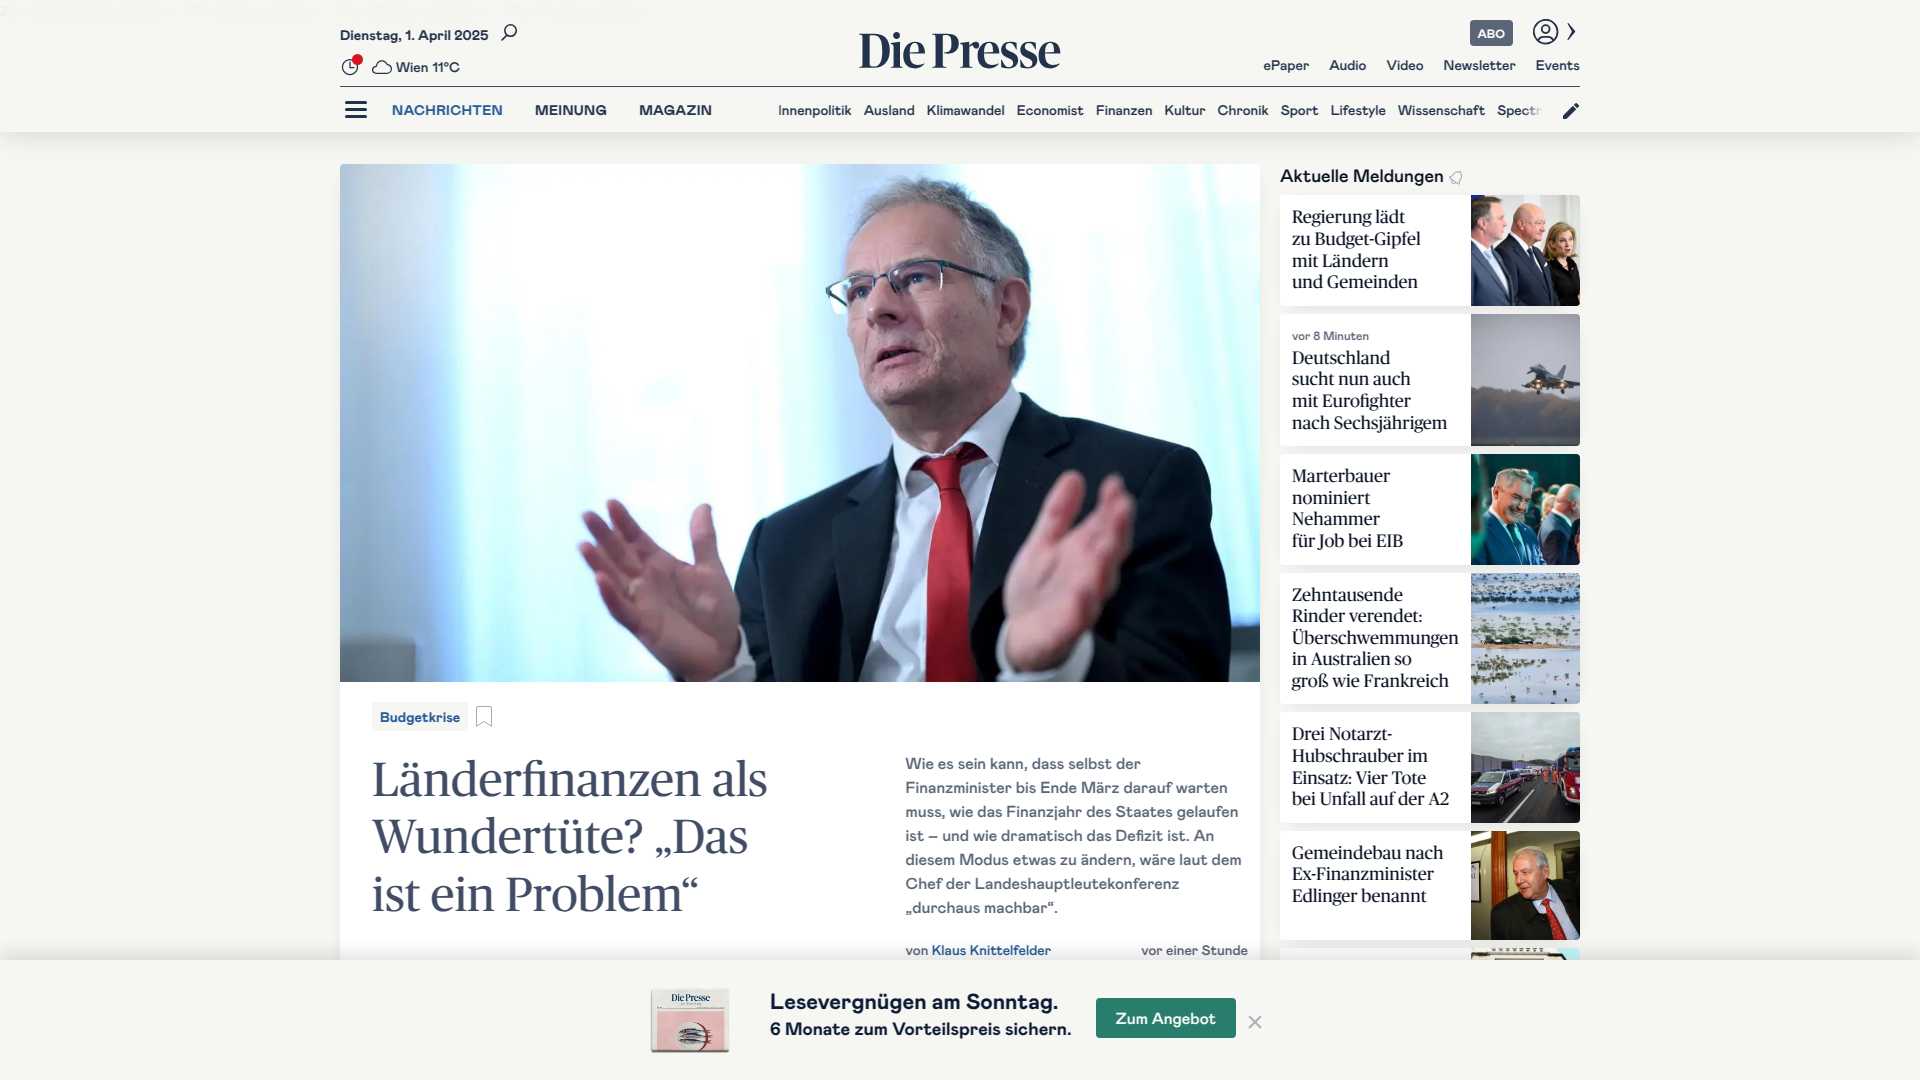 Dienstag, 1. April 2025
Wien 11°C
Die Presse
ABO
ePaper Audio Video Newsletter Events
NACHRICHTEN MEINUNG MAGAZIN
Innenpolitik Ausland Klimawandel Economist Finanzen Kultur Chronik Sport Lifestyle Wissenschaft Spectr
Budgetkrise
Länderfinanzen als
Wundertüte? „Das
ist ein Problem“
Wie es sein kann, dass selbst der
Finanzminister bis Ende März darauf warten
muss, wie das Finanzjahr des Staates gelaufen
ist – und wie dramatisch das Defizit ist. An
diesem Modus etwas zu ändern, wäre laut dem
Chef der Landeshauptleutekonferenz
„durchaus machbar“.
von Klaus Knittelfelder vor einer Stunde
Aktuelle Meldungen
Regierung lädt
zu Budget-Gipfel
mit Ländern
und Gemeinden
vor 8 Minuten
Deutschland
sucht nun auch
mit Eurofighter
nach Sechsjährigem
Marterbauer
nominiert
Nehammer
für Job bei EIB
Zehntausende
Rinder verendet:
Überschwemmungen
in Australien so
groß wie Frankreich
Drei Notarzt-
Hubschrauber im
Einsatz: Vier Tote
bei Unfall auf der A2
Gemeindebau nach
Ex-Finanzminister
Edlinger benannt
Die Presse
Lesevergnügen am Sonntag.
6 Monate zum Vorteilspreis sichern.
Zum Angebot